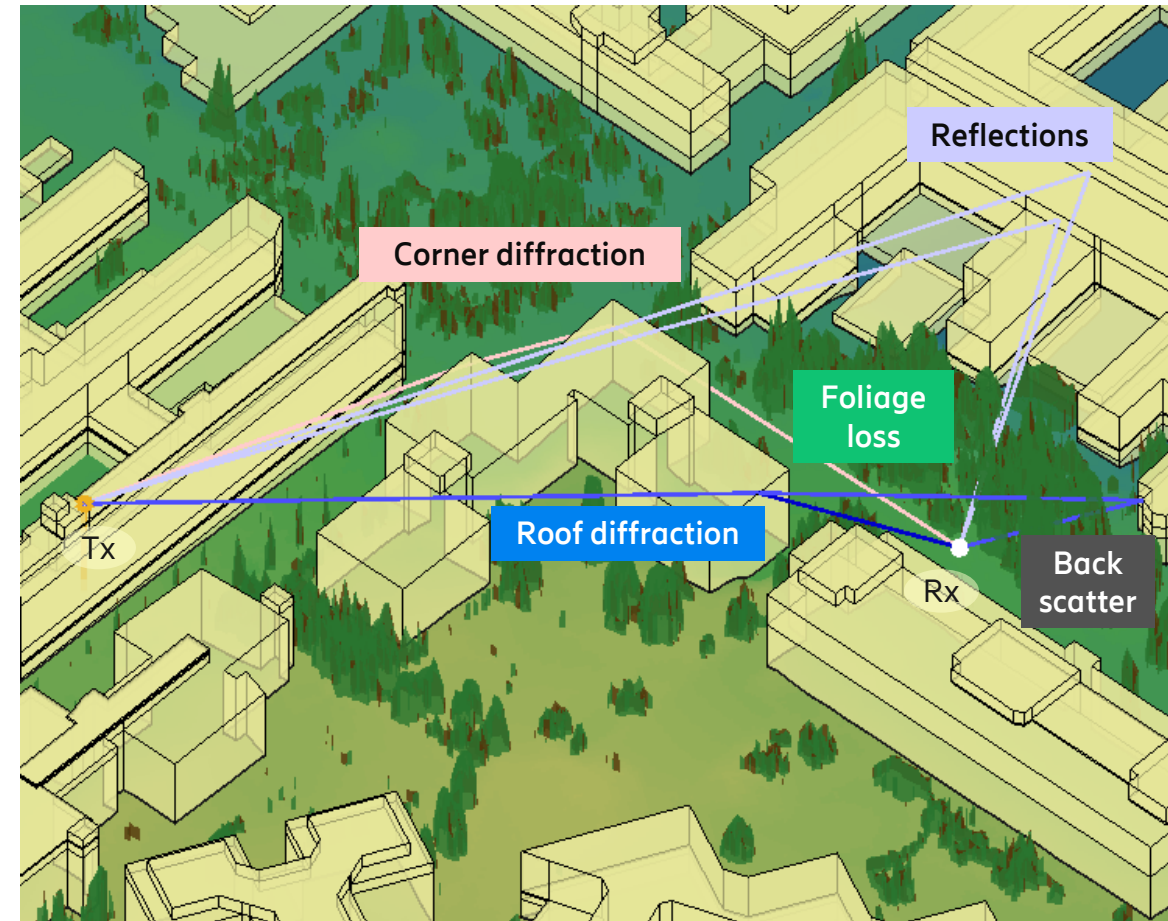 Reflections
Corner diffraction
Foliage
loss
Roof diffraction
Tx
Back
scatter
Rx